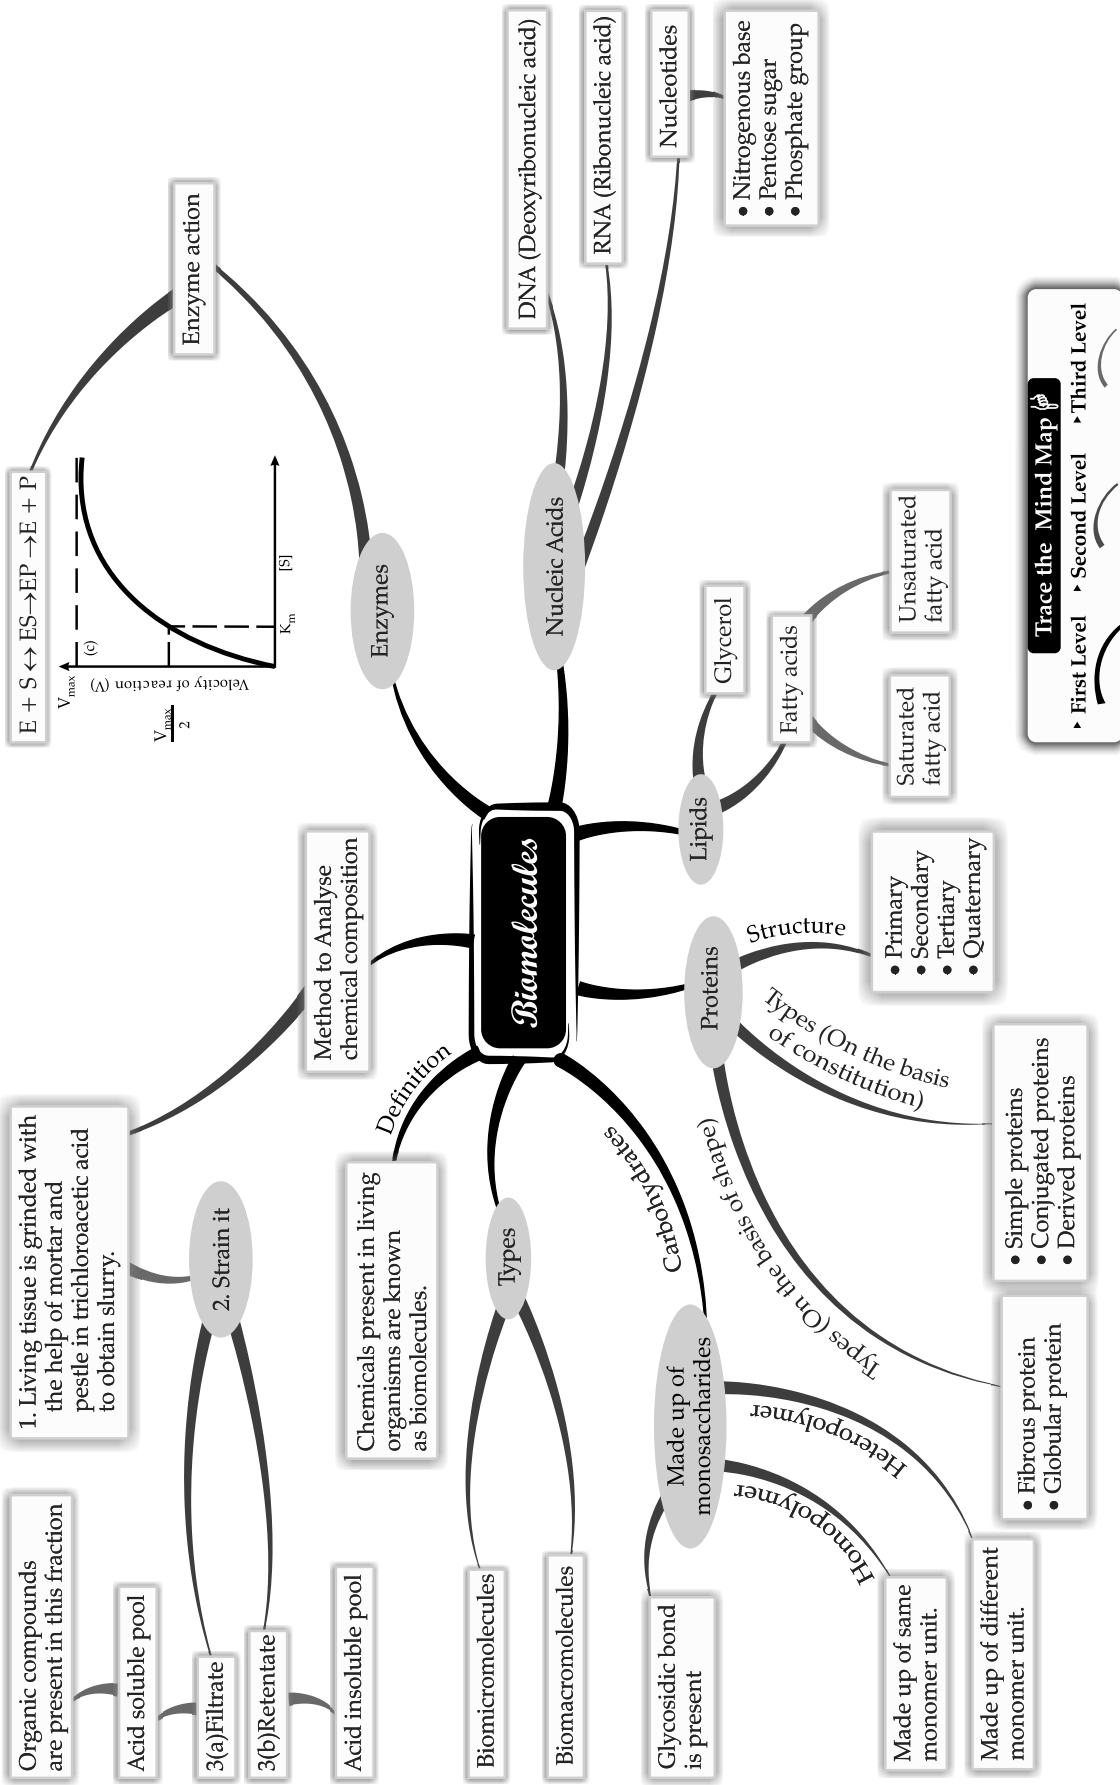 Biomolecules
Definition
Chemicals present in living
organisms are known
as biomolecules.
Types
Biomicromolecules
Biomacromolecules
Method to Analyse
chemical composition
1. Living tissue is grinded with
the help of mortar and
pestle in trichloroacetic acid
to obtain slurry.
2. Strain it
3(a)Filtrate
Acid soluble pool
Organic compounds
are present in this fraction
3(b)Retentate
Acid insoluble pool
Enzymes
Enzyme action
E + S ↔ ES→EP →E + P
V max
V max
2
Velocity of reaction (V)
(c)
K m
[S]
Nucleic Acids
DNA (Deoxyribonucleic acid)
RNA (Ribonucleic acid)
Nucleotides
• Nitrogenous base
• Pentose sugar
• Phosphate group
Lipids
Glycerol
Fatty acids
Saturated
fatty acid
Unsaturated
fatty acid
Proteins
Structure
• Primary
• Secondary
• Tertiary
• Quaternary
Types (On the basis
of constitution)
• Simple proteins
• Conjugated proteins
• Derived proteins
Types (On the basis of shape)
• Fibrous protein
• Globular protein
Carbohydrates
Made up of
monosaccharides
Glycosidic bond
is present
Homopolymer
Made up of same
monomer unit.
Heteropolymer
Made up of different
monomer unit.
Trace the Mind Map
First Level
Second Level
Third Level